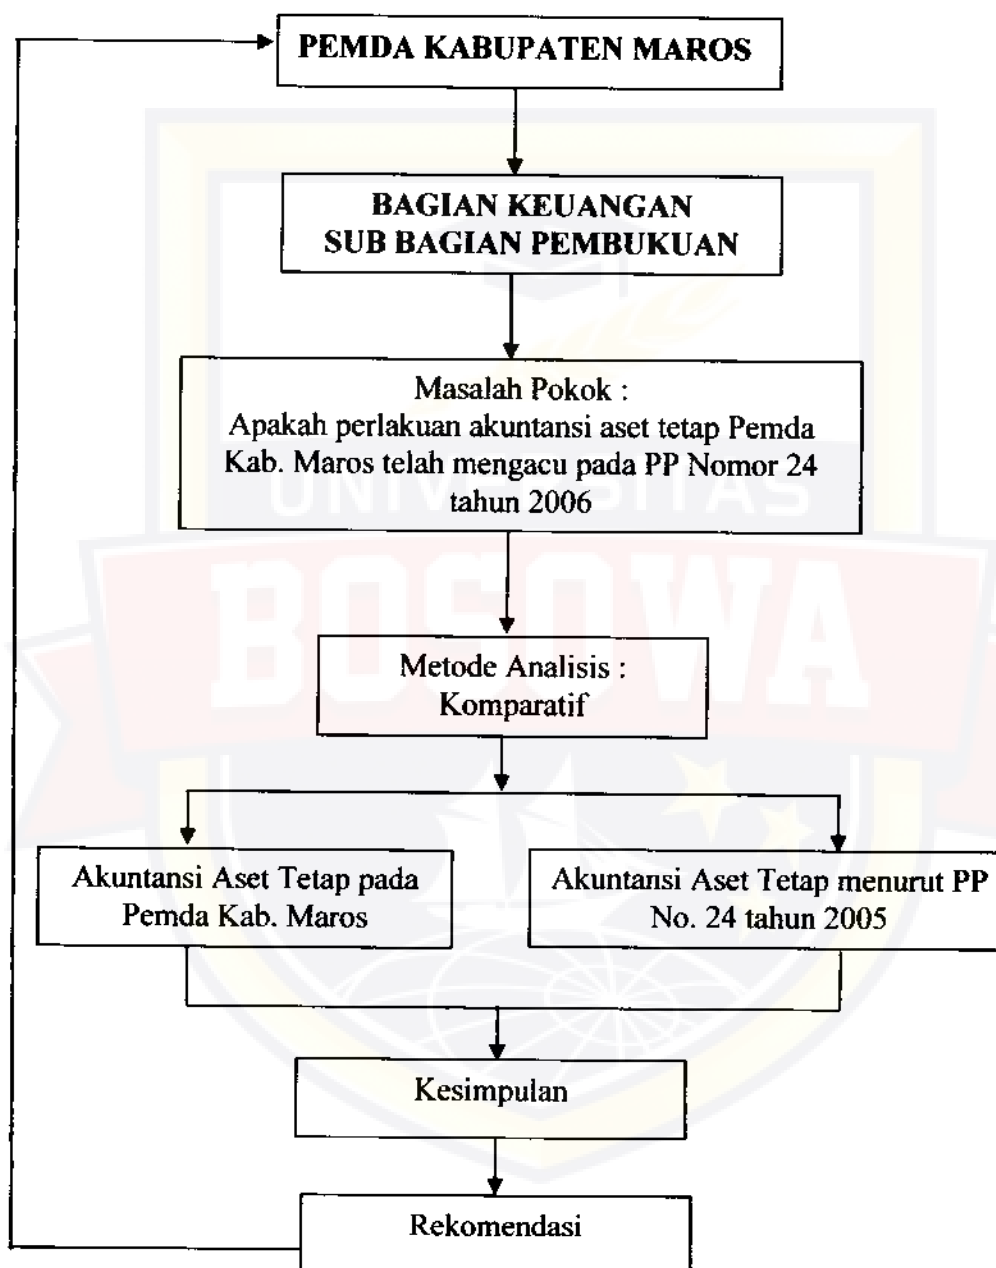 PEMDA KABUPATEN MAROS
BAGIAN KEUANGAN
SUB BAGIAN PEMBUKUAN
Masalah Pokok :
Apakah perlakuan akuntansi aset tetap Pemda
Kab. Maros telah mengacu pada PP Nomor 24
tahun 2006
UNIVERSITAS
BOSOWA
Metode Analisis :
Komparatif
Akuntansi Aset Tetap pada
Pemda Kab. Maros
Akuntansi Aset Tetap menurut PP
No. 24 tahun 2005
Kesimpulan
Rekomendasi